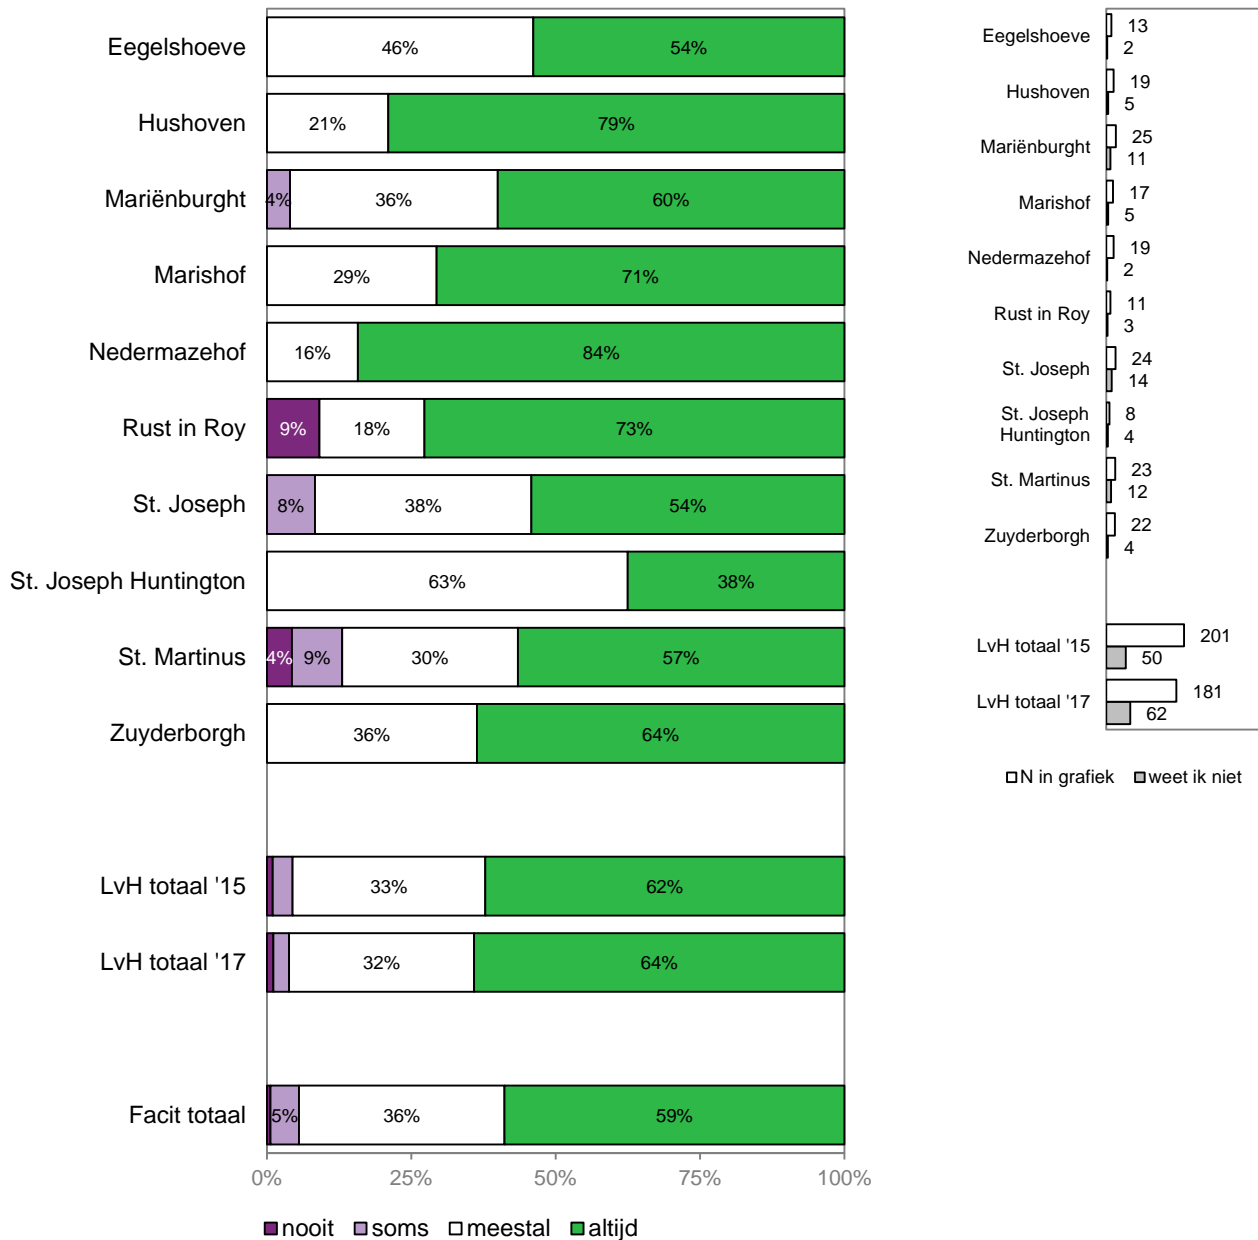 Eegelshoeve 46% 54%
Hushoven 21% 79%
Mariënburght 4% 36% 60%
Marishof 29% 71%
Nedermazehof 16% 84%
Rust in Roy 9% 18% 73%
St. Joseph 8% 38% 54%
St. Joseph Huntington 63% 38%
St. Martinus 4% 9% 30% 57%
Zuyderborgh 36% 64%
LvH totaal '15 33% 62%
LvH totaal '17 32% 64%
Facit totaal 5% 36% 59%
0% 25% 50% 75% 100%
nooit soms meestal altijd
Eegelshoeve 13
2
Hushoven 19
5
Mariënburght 25
11
Marishof 17
5
Nedermazehof 19
2
Rust in Roy 11
3
St. Joseph 24
14
St. Joseph 8
Huntington 4
St. Martinus 23
12
Zuyderborgh 22
4
LvH totaal '15 201
50
LvH totaal '17 181
62
N in grafiek weet ik niet